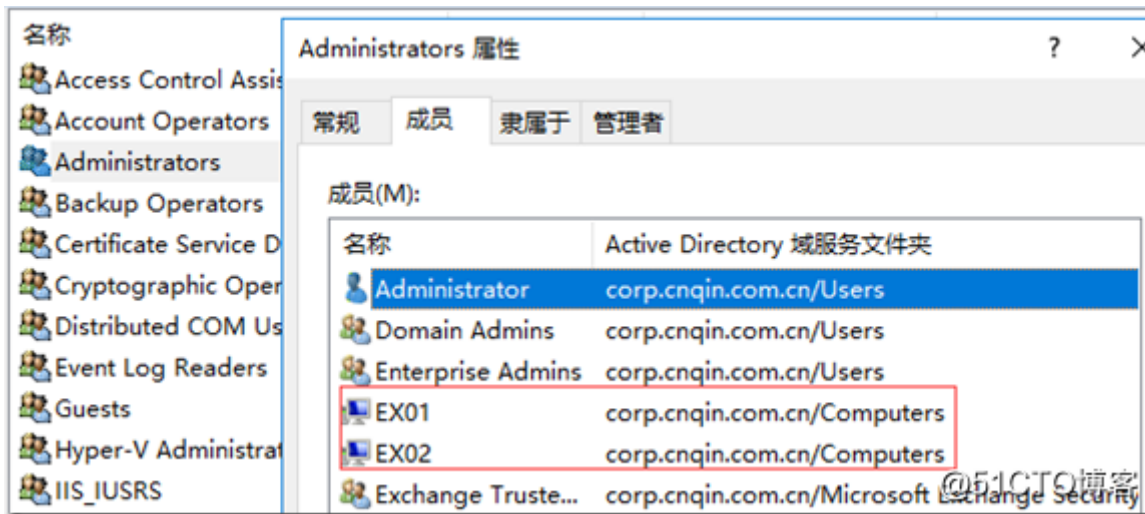 名称
Access Control Assis
Account Operators
Administrators
Backup Operators
Certificate Service D
Cryptographic Oper
Distributed COM Us
Event Log Readers
Guests
Hyper-V Administrat
IIS_IUSRS
Administrators 属性
?
常规 成员 隶属于 管理者
成员(M):
名称 Active Directory 域服务文件夹
Administrator corp.cnqin.com.cn/Users
Domain Admins corp.cnqin.com.cn/Users
Enterprise Admins corp.cnqin.com.cn/Users
EX01 corp.cnqin.com.cn/Computers
EX02 corp.cnqin.com.cn/Computers
Exchange Truste... corp.cnqin.com.cn/Microsoft Exchange Security
@51CTO博客